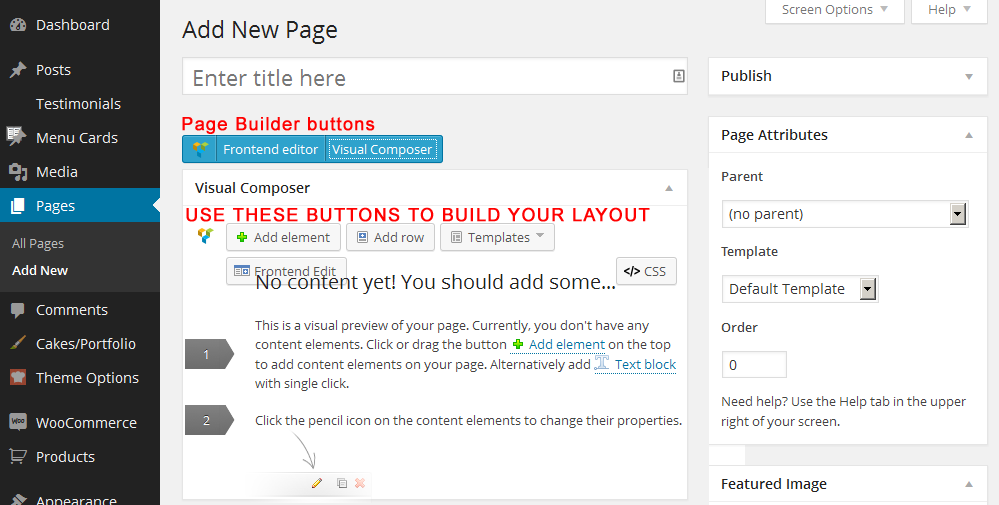 Dashboard
Posts
Testimonials
Menu Cards
Media
Pages
All Pages
Add New
Comments
Cakes/Portfolio
Theme Options
WOO WooCommerce
Products
Appearance
Screen Options
Help
Add New Page
Enter title here
Page Builder buttons
Frontend editor Visual Composer
Visual Composer
USE THESE BUTTONS TO BUILD YOUR LAYOUT
Add element Add row Templates
Frontend Edit </> CSS
No content yet! You should add some...
1
This is a visual preview of your page. Currently, you don't have any
content elements. Click or drag the button Add element on the top
to add content elements on your page. Alternatively add Text block
with single click.
2 Click the pencil icon on the content elements to change their properties.
Publish
Page Attributes
Parent
(no parent)
Template
Default Template
Order
0
Need help? Use the Help tab in the upper
right of your screen.
Featured Image